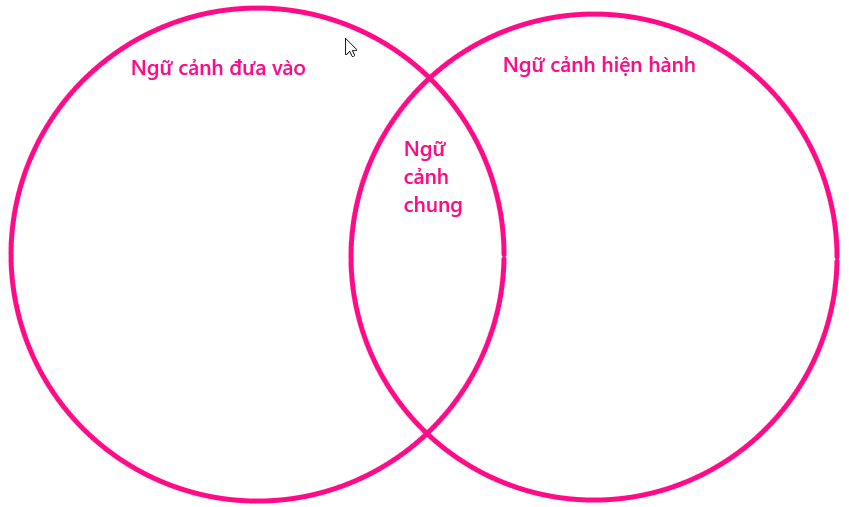 Ngữ cảnh đưa vào
Ngữ cảnh hiện hành
Ngữ
cảnh
chung